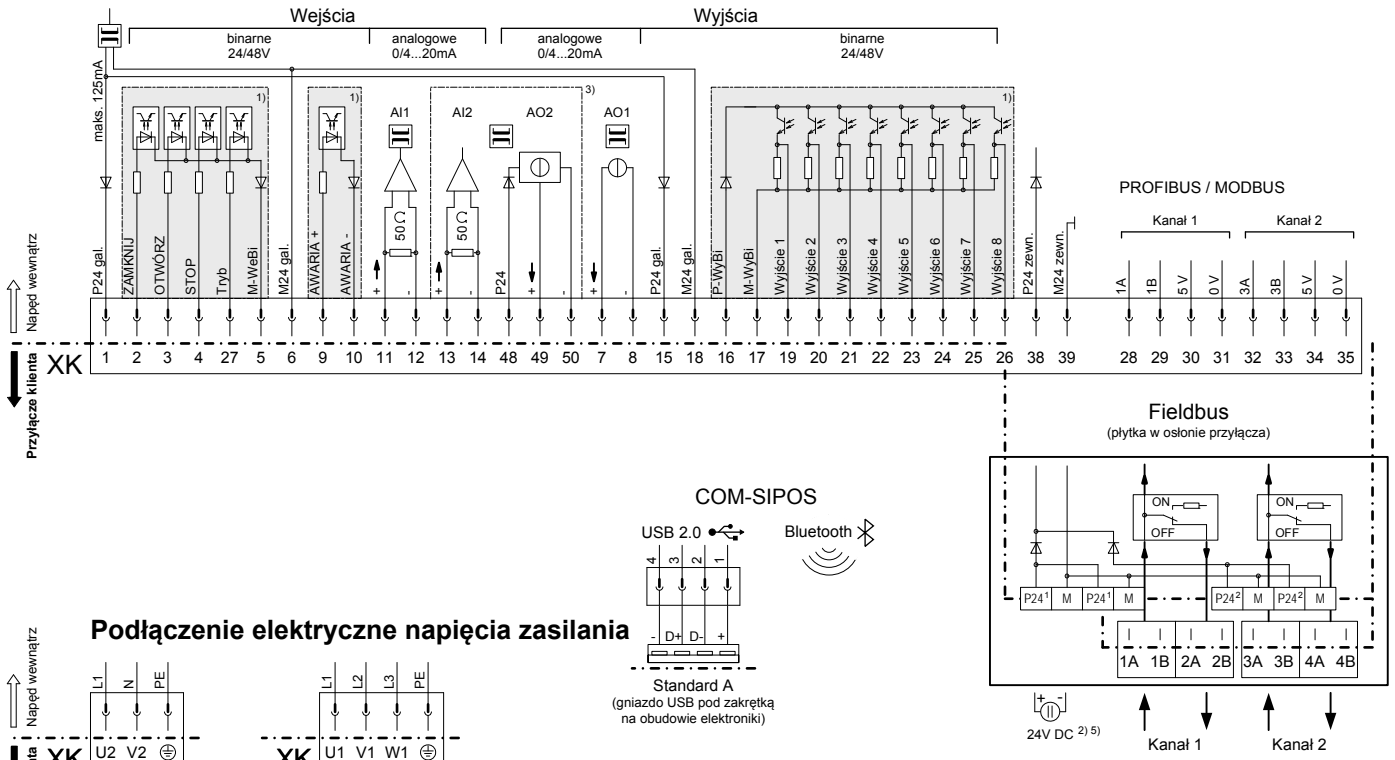 Wejścia
Wyjścia
binarne
24/48V
analogowe
0/4...20mA
analogowe
0/4...20mA
binarne
24/48V
maks. 125mA
1)
1)
3)
1)
AI1
AI2
AO2
AO1
50Ω
50Ω
PROFIBUS / MODBUS
Kanał 1
Kanał 2
Napęd wewnątrz
P24 gal.
ZAMKNIJ
OTWÓRZ
STOP
Tryb
M-WeBi
M24 gal.
AWARIA +
AWARIA -
+
-
+
-
P24
+
-
+
-
P24 gal.
M24 gal.
P-WyBi
M-WyBi
Wyjście 1
Wyjście 2
Wyjście 3
Wyjście 4
Wyjście 5
Wyjście 6
Wyjście 7
Wyjście 8
P24 zewn.
M24 zewn.
1A
1B
5 V
0 V
3A
3B
5 V
0 V
XK 1 2 3 4 27 5 6 9 10 11 12 13 14 48 49 50 7 8 15 18 16 17 19 20 21 22 23 24 25 26 38 39 28 29 30 31 32 33 34 35
Przyłącze klienta
Fieldbus
(płytka w osłonie przyłącza)
ON
OFF
ON
OFF
P24¹ M P24¹ M P24² M P24² M
1A 1B 2A 2B 3A 3B 4A 4B
+ -
24V DC 2) 5)
Kanał 1
Kanał 2
COM-SIPOS
USB 2.0
Bluetooth
4 3 2 1
- D+ D- +
Standard A
(gniazdo USB pod zakrętką
na obudowie elektroniki)
Podłączenie elektryczne napięcia zasilania
Napęd wewnątrz
L1 N PE
XK U2 V2
L1 L2 L3 PE
XK U1 V1 W1